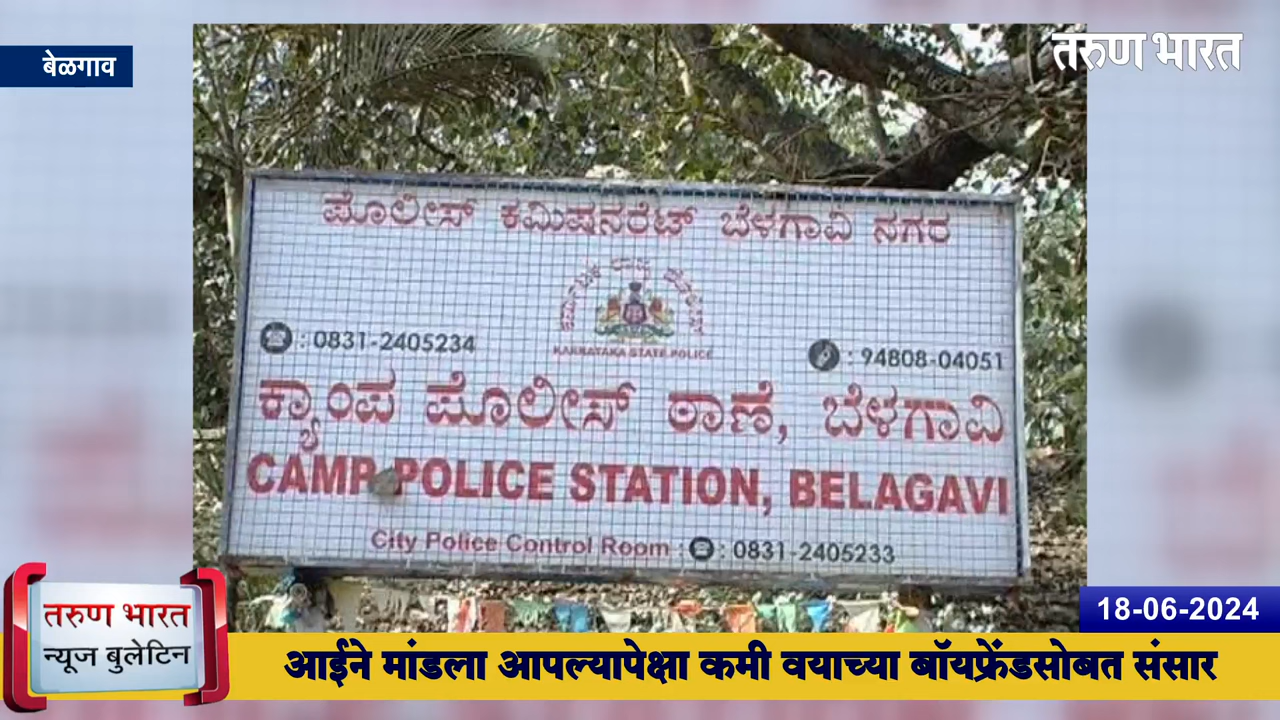 बेळगाव
तरुण भारत
ಪೊಲೀಸ್ ಕಮಿಷನರೆಟ್ ಬೆಳಗಾವಿ ನಗರ
KARNATAKA STATE POLICE
: 0831-2405234
: 94808-04051
ಕ್ಯಾಂಪ ಪೊಲೀಸ್ ಠಾಣೆ, ಬೆಳಗಾವಿ
CAMP POLICE STATION, BELAGAVI
City Police Control Room : : 0831-2405233
18-06-2024
तरुण भारत
न्यूज बुलेटिन
आईने मांडला आपल्यापेक्षा कमी वयाच्या बॉयफ्रेंडसोबत संसार